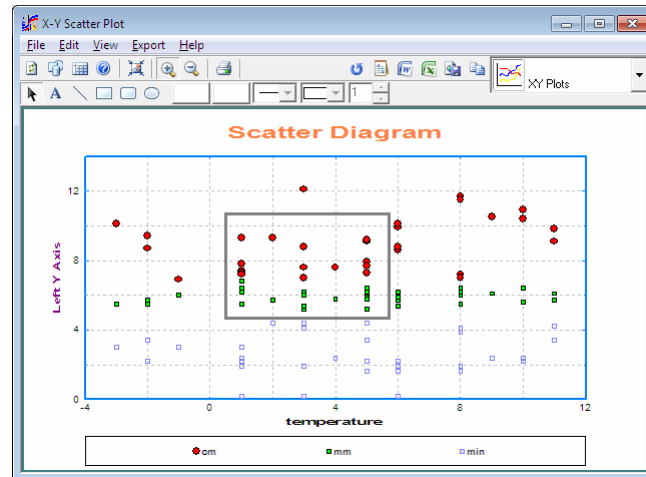 X-Y Scatter Plot
File Edit View Export Help
XY Plots
A 1
Scatter Diagram
12
8
4
0
Left Y Axis
-4 0 4 8 12
temperature
cm mm min